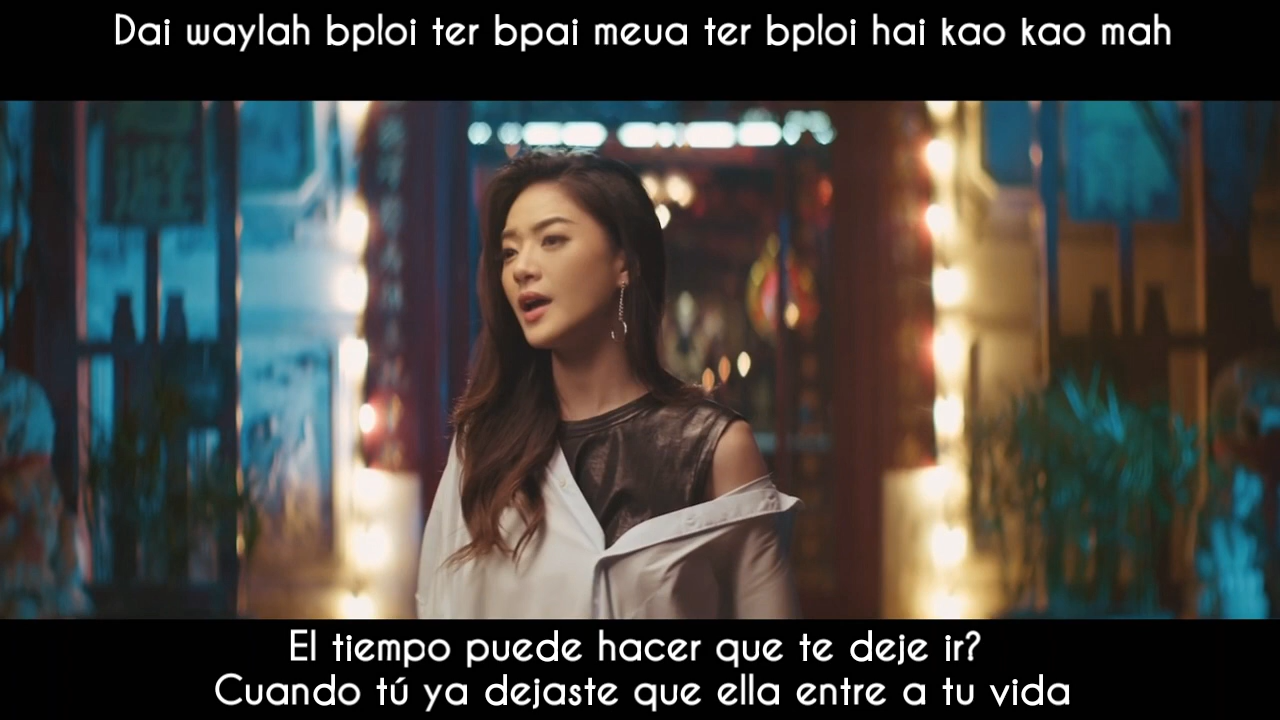 Dai waylah bploi ter bpai meua ter bploi hai kao kao mah
El tiempo puede hacer que te deje ir?
Cuando tú ya dejaste que ella entre a tu vida